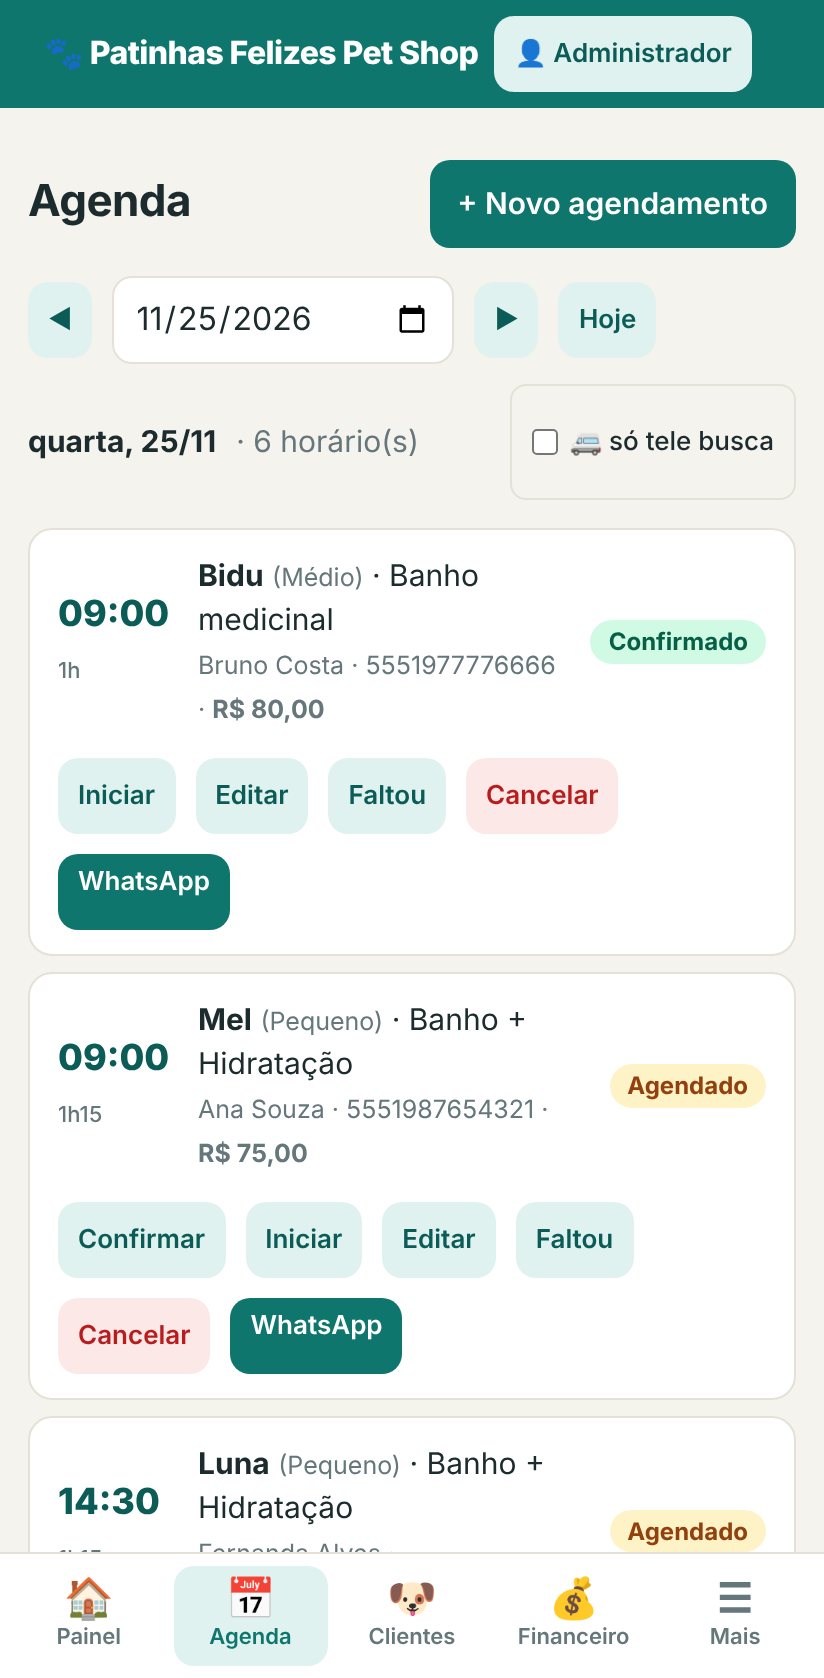 🐾 Patinhas Felizes Pet Shop
👤 Administrador
Agenda
+ Novo agendamento
◀ 11/25/2026 ▶ Hoje
quarta, 25/11 · 6 horário(s)
🚐 só tele busca
09:00
1h
Bidu (Médio) · Banho
medicinal
Bruno Costa · 5551977776666
· R$ 80,00
Confirmado
Iniciar Editar Faltou Cancelar
WhatsApp
09:00
1h15
Mel (Pequeno) · Banho +
Hidratação
Ana Souza · 5551987654321 ·
R$ 75,00
Agendado
Confirmar Iniciar Editar Faltou
Cancelar WhatsApp
14:30
Luna (Pequeno) · Banho +
Hidratação
Fernanda Alves
Agendado
July
17
Painel Agenda Clientes Financeiro Mais